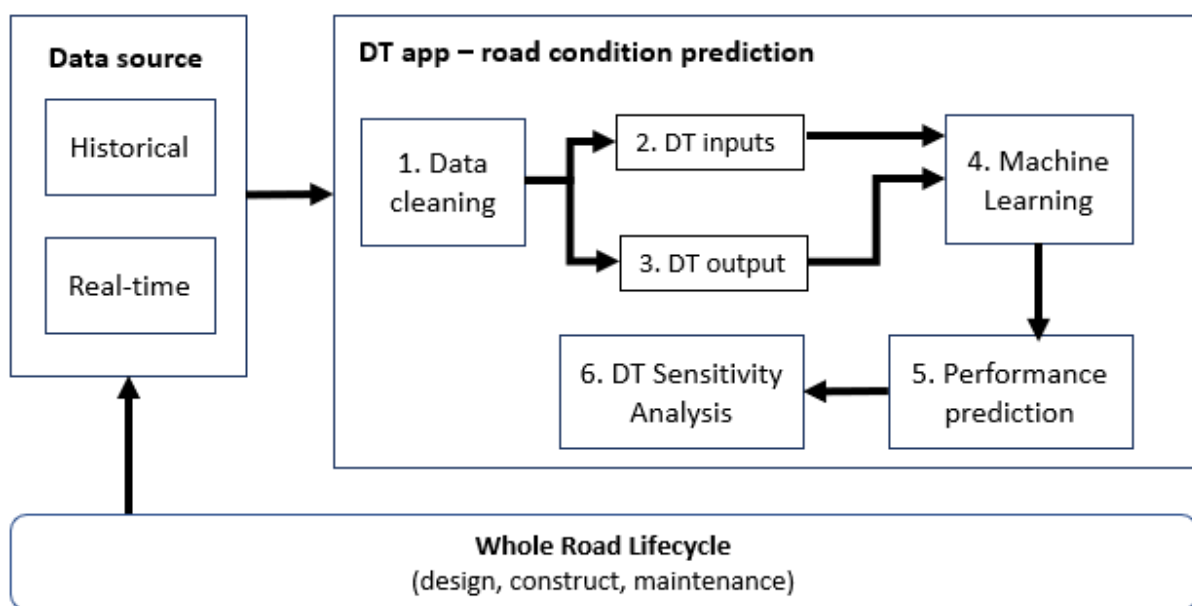 Data source
Historical
Real-time
DT app – road condition prediction
1. Data
cleaning
2. DT inputs
3. DT output
4. Machine
Learning
5. Performance
prediction
6. DT Sensitivity
Analysis
Whole Road Lifecycle
(design, construct, maintenance)